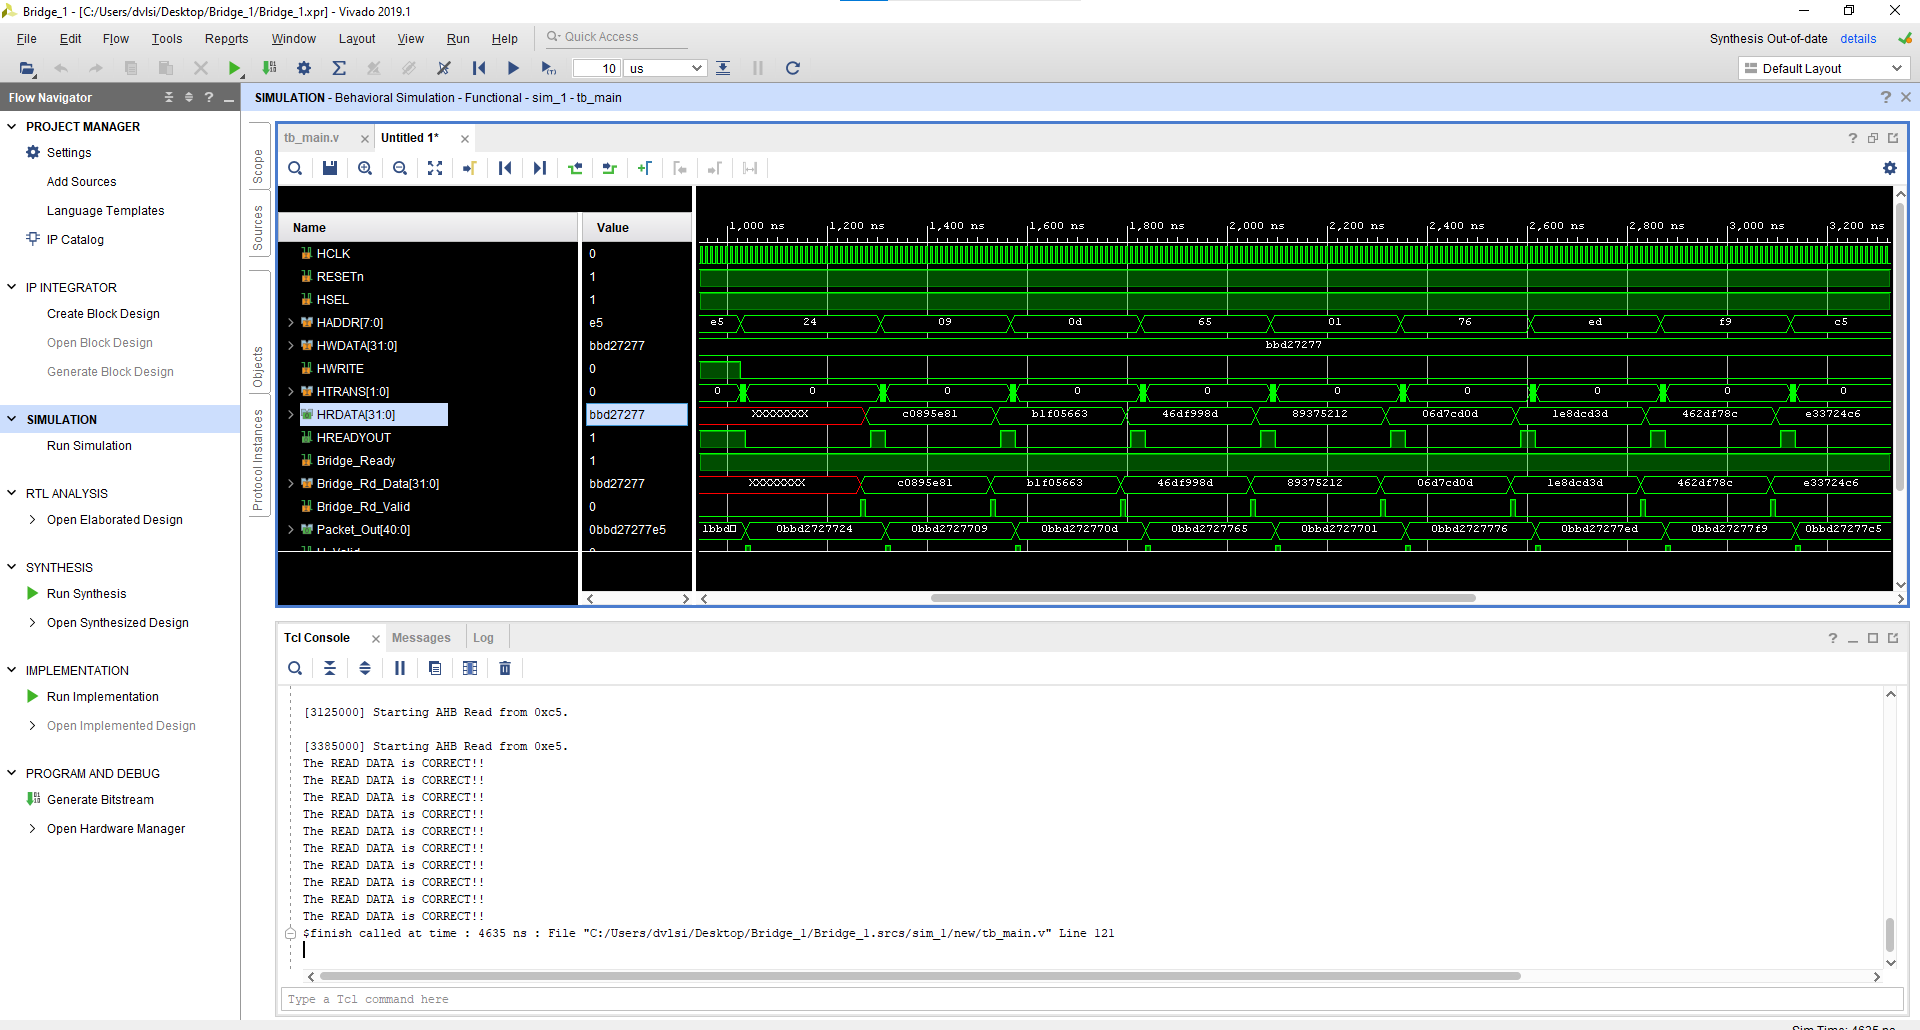 Bridge_1 - [C:/Users/dvlsi/Desktop/Bridge_1/Bridge_1.xpr] - Vivado 2019.1
File Edit Flow Tools Reports Window Layout View Run Help Quick Access
Synthesis Out-of-date details
10 us
Default Layout
Flow Navigator
SIMULATION - Behavioral Simulation - Functional - sim_1 - tb_main
PROJECT MANAGER
Settings
Add Sources
Language Templates
IP Catalog
IP INTEGRATOR
Create Block Design
Open Block Design
Generate Block Design
SIMULATION
Run Simulation
RTL ANALYSIS
Open Elaborated Design
SYNTHESIS
Run Synthesis
Open Synthesized Design
IMPLEMENTATION
Run Implementation
Open Implemented Design
PROGRAM AND DEBUG
Generate Bitstream
Open Hardware Manager
Scope
Sources
Objects
Protocol Instances
tb_main.v
Untitled 1*
Name Value
1,000 ns 1,200 ns 1,400 ns 1,600 ns 1,800 ns 2,000 ns 2,200 ns 2,400 ns 2,600 ns 2,800 ns 3,000 ns 3,200 ns
HCLK 0
RESETn 1
HSEL 1
HADDR[7:0] e5 e5 24 09 0d 65 01 76 ed f9 c5
HWDATA[31:0] bbd27277 bbd27277
HWRITE 0
HTRANS[1:0] 0 0 0 0 0 0 0 0 0 0 0
HRDATA[31:0] bbd27277 XXXXXXXX c0895e81 b1f05663 46df998d 89375212 06d7cd0d 1e8dcd3d 462df78c e33724c6
HREADYOUT 1
Bridge_Ready 1
Bridge_Rd_Data[31:0] bbd27277 XXXXXXXX c0895e81 b1f05663 46df998d 89375212 06d7cd0d 1e8dcd3d 462df78c e33724c6
Bridge_Rd_Valid 0
Packet_Out[40:0] 0bbd27277e5 1bbd 0bbd2727724 0bbd2727709 0bbd272770d 0bbd2727765 0bbd2727701 0bbd2727776 0bbd27277ed 0bbd27277f9 0bbd27277c5
Tcl Console Messages Log
[3125000] Starting AHB Read from 0xc5.
[3385000] Starting AHB Read from 0xe5.
The READ DATA is CORRECT!!
The READ DATA is CORRECT!!
The READ DATA is CORRECT!!
The READ DATA is CORRECT!!
The READ DATA is CORRECT!!
The READ DATA is CORRECT!!
The READ DATA is CORRECT!!
The READ DATA is CORRECT!!
The READ DATA is CORRECT!!
The READ DATA is CORRECT!!
$finish called at time : 4635 ns : File "C:/Users/dvlsi/Desktop/Bridge_1/Bridge_1.srcs/sim_1/new/tb_main.v" Line 121
Type a Tcl command here
Sim Time: 4635 ns